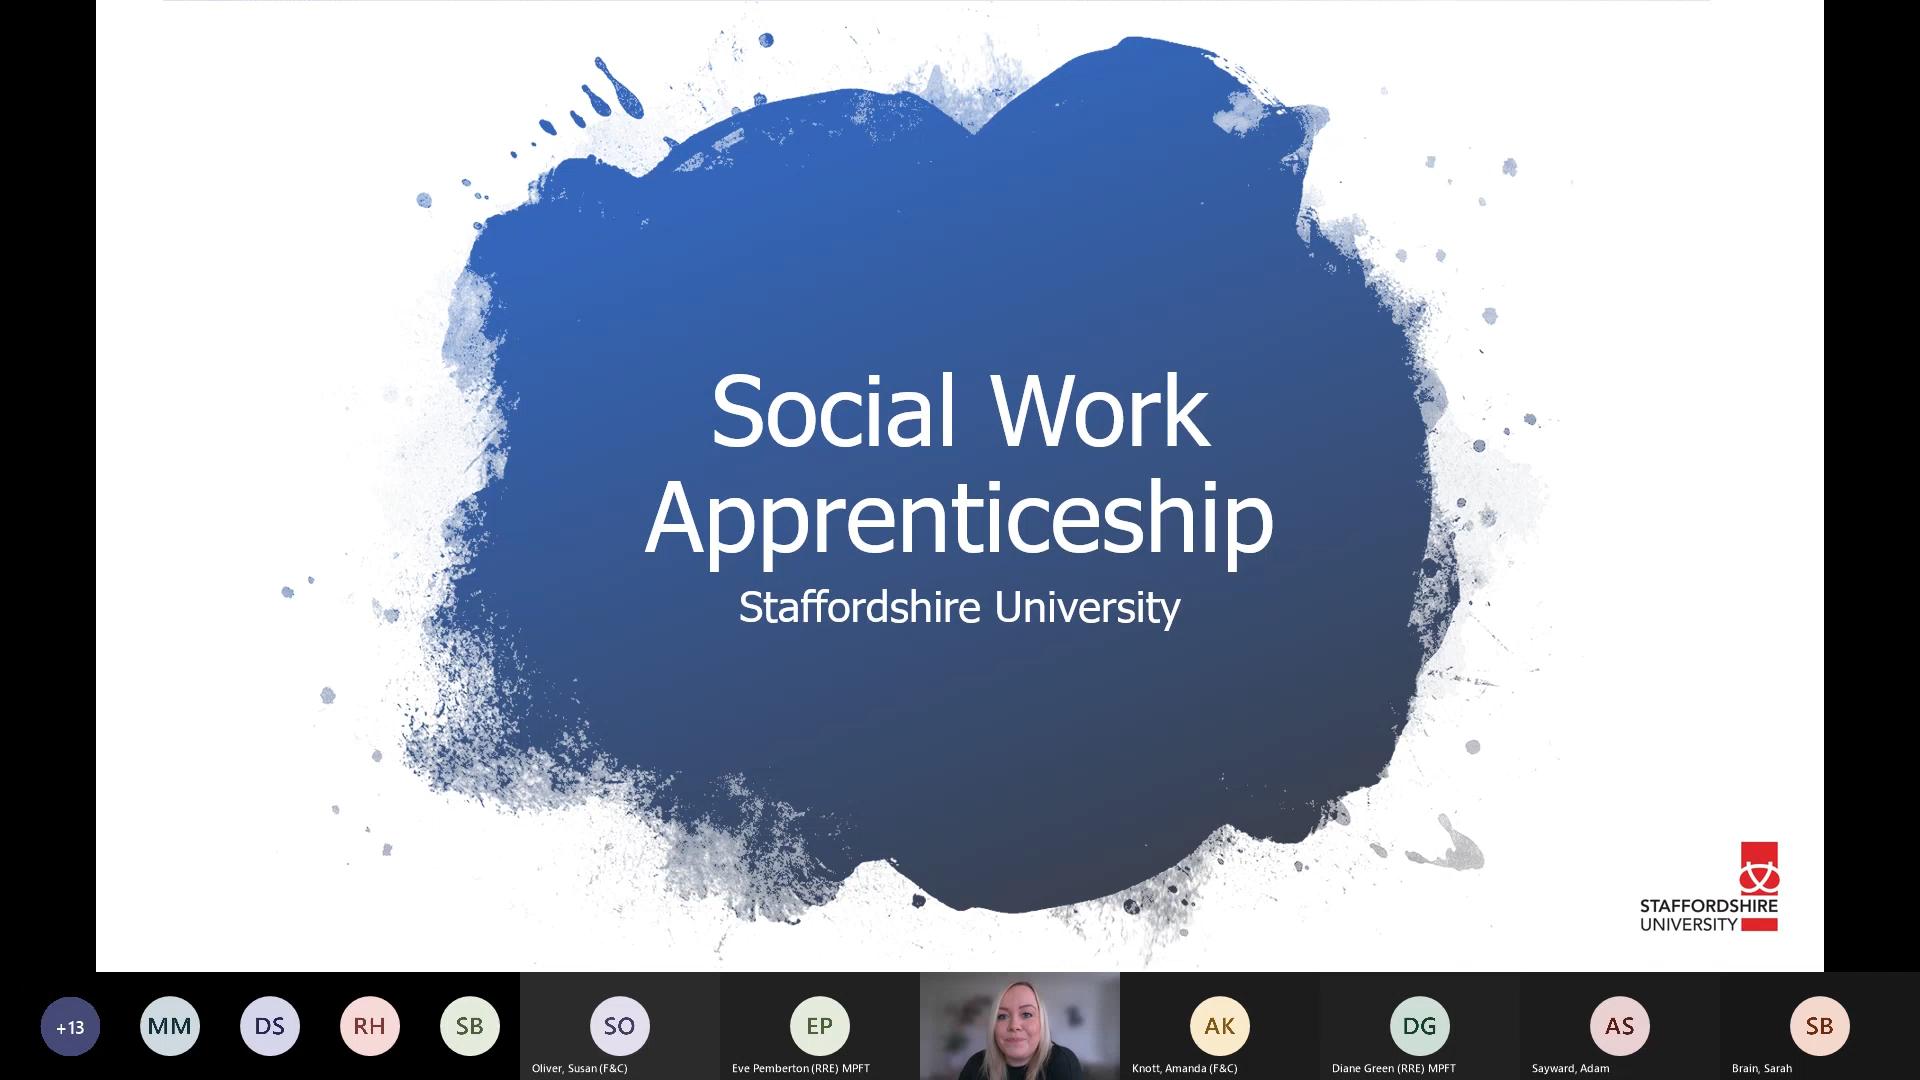 Social Work
Apprenticeship
Staffordshire University
STAFFORDSHIRE
UNIVERSITY
+13
MM
DS
RH
SB
SO
EP
AK
DG
AS
SB
Oliver, Susan (F&C)
Eve Pemberton (RRE) MPFT
Knott, Amanda (F&C)
Diane Green (RRE) MPFT
Sayward, Adam
Brain, Sarah